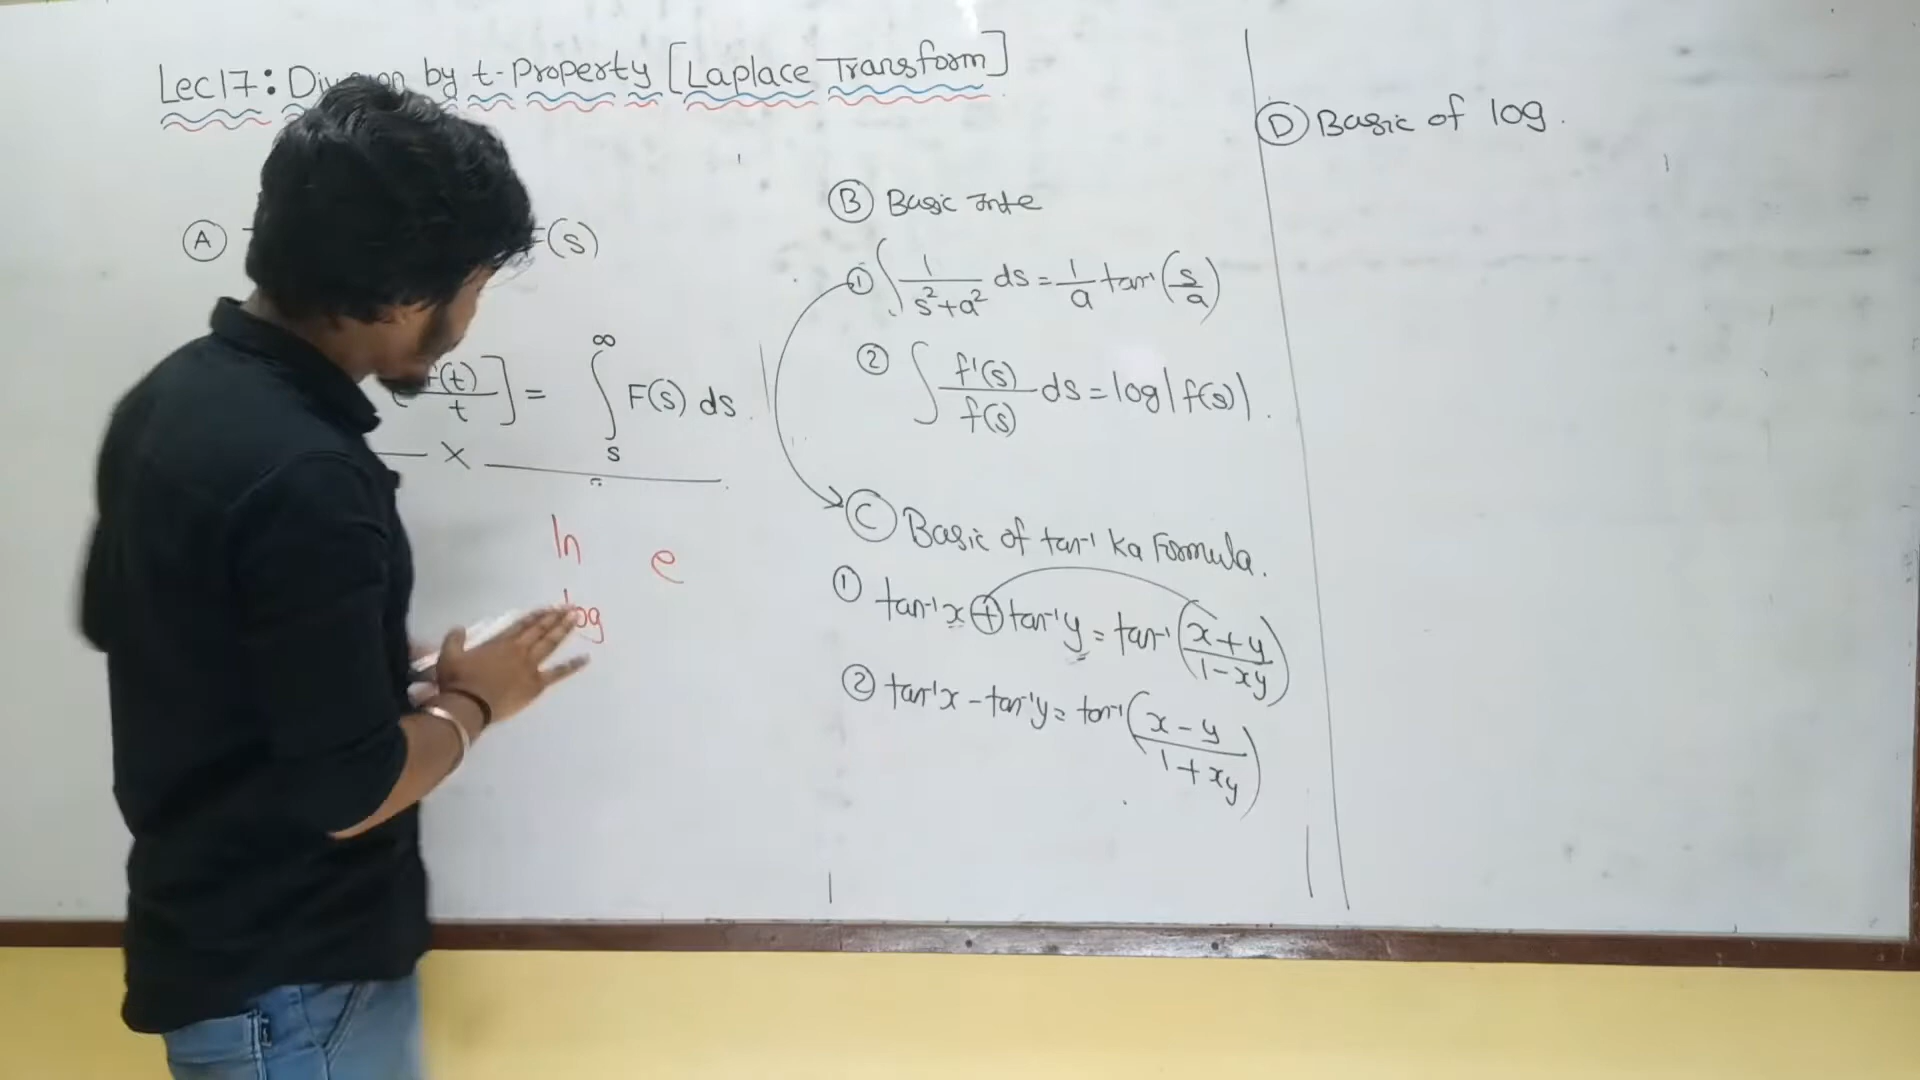 Lec17: Division by t-Property [Laplace Transform]
Ⓐ (s)
f(t)/t ] = ∫_s^∞ F(s) ds.
×
ln e
log
Ⓑ Basic Inte
① ∫ 1/(s²+a²) ds = 1/a tan⁻¹(s/a)
② ∫ f'(s)/f(s) ds = log|f(s)|.
Ⓒ Basic of tan⁻¹ ka Formula.
① tan⁻¹x + tan⁻¹y = tan⁻¹((x+y)/(1-xy))
② tan⁻¹x - tan⁻¹y = tan⁻¹((x-y)/(1+xy))
Ⓓ Basic of log.